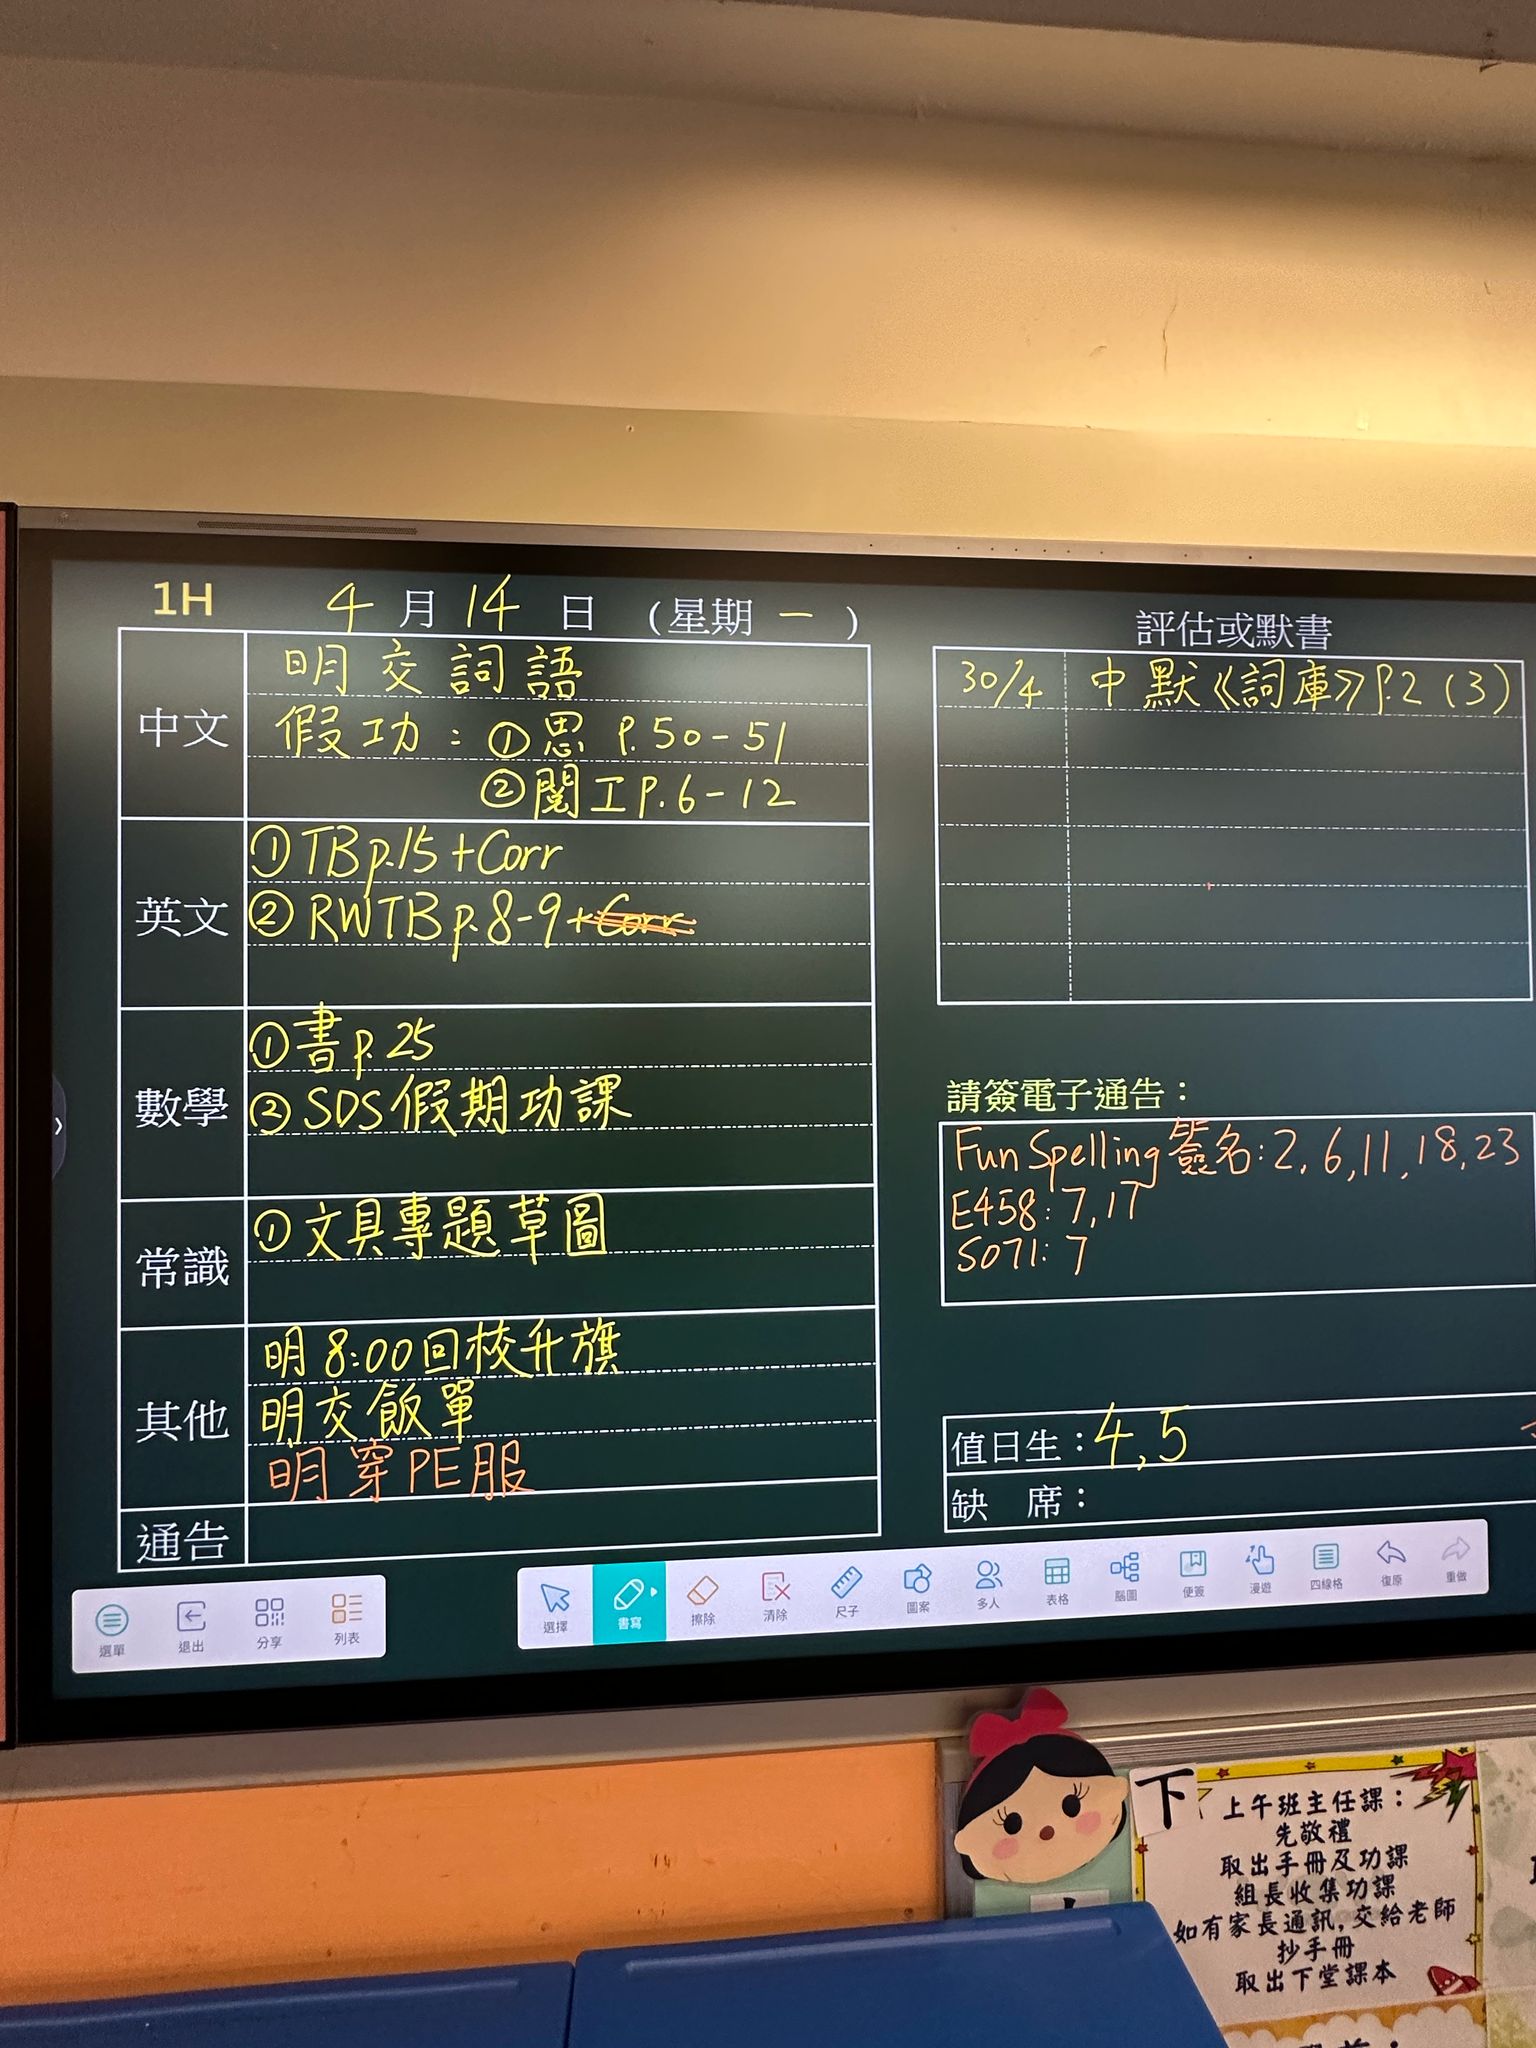 1H 4月14日 (星期一)
中文
明交詞語
假功：①思 P.50-51
②閱工P.6-12
英文
①TB p.15 + Corr
②RWTB p.8-9
數學
①書p.25
②SDS假期功課
常識
①文具專題草圖
其他
明8:00回校升旗
明交飯單
明穿PE服
通告
評估或默書
30/4 中默《詞庫》P.2 (3)
請簽電子通告：
Fun Spelling 簽名：2, 6, 11, 18, 23
E458: 7, 17
S071: 7
值日生：4, 5
缺 席：
選單 退出 分享 列表
選擇 書寫 擦除 清除 尺子 圖案 多人 表格 腦圖 便簽 漫遊 四線格 復原 重做
下
上午班主任課：
先敬禮
取出手冊及功課
組長收集功課
如有家長通訊, 交給老師
抄手冊
取出下堂課本